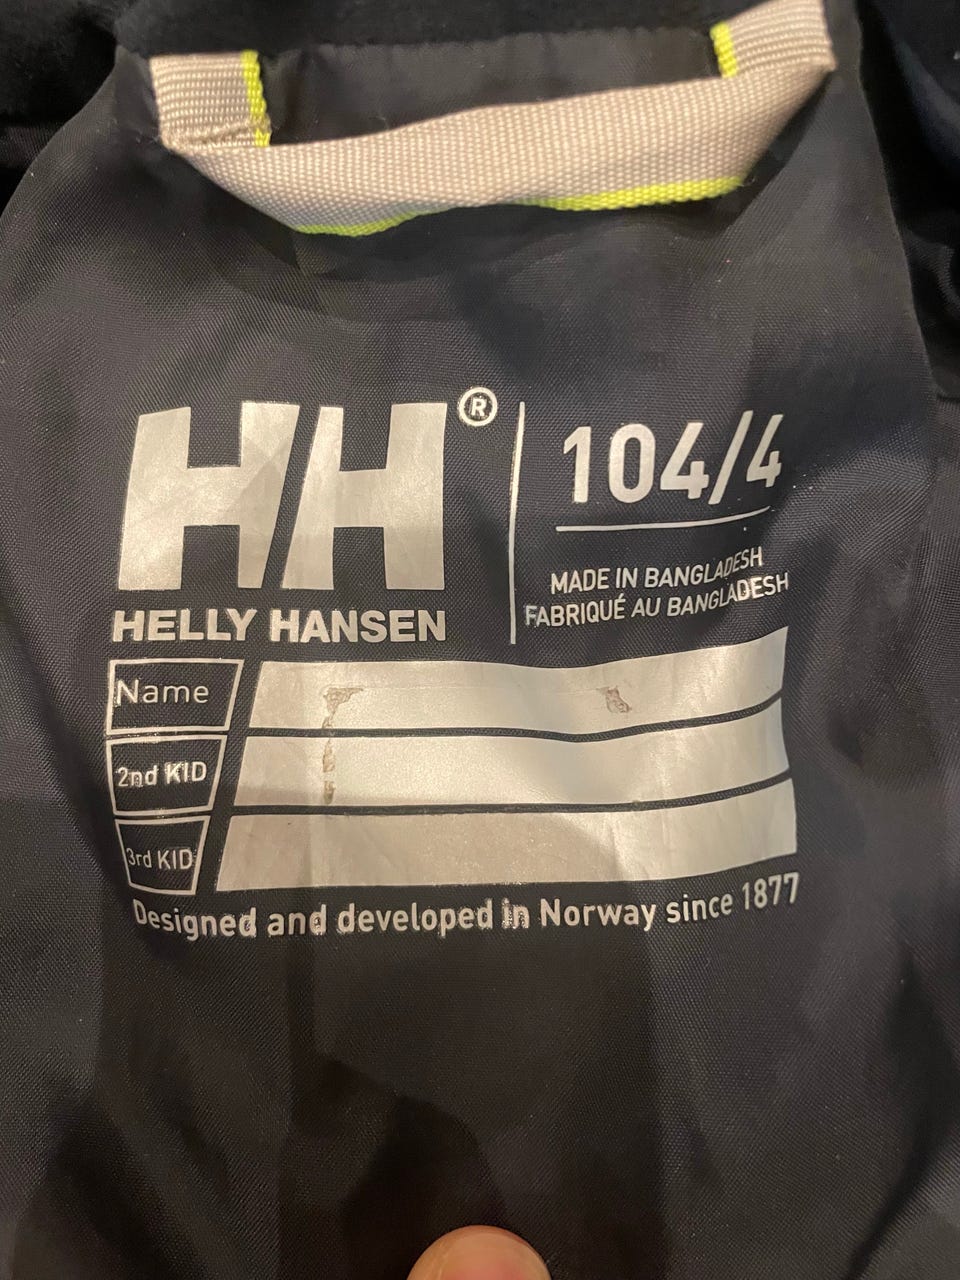 HH®
HELLY HANSEN
104/4
MADE IN BANGLADESH
FABRIQUÉ AU BANGLADESH
Name
2nd KID
3rd KID
Designed and developed in Norway since 1877